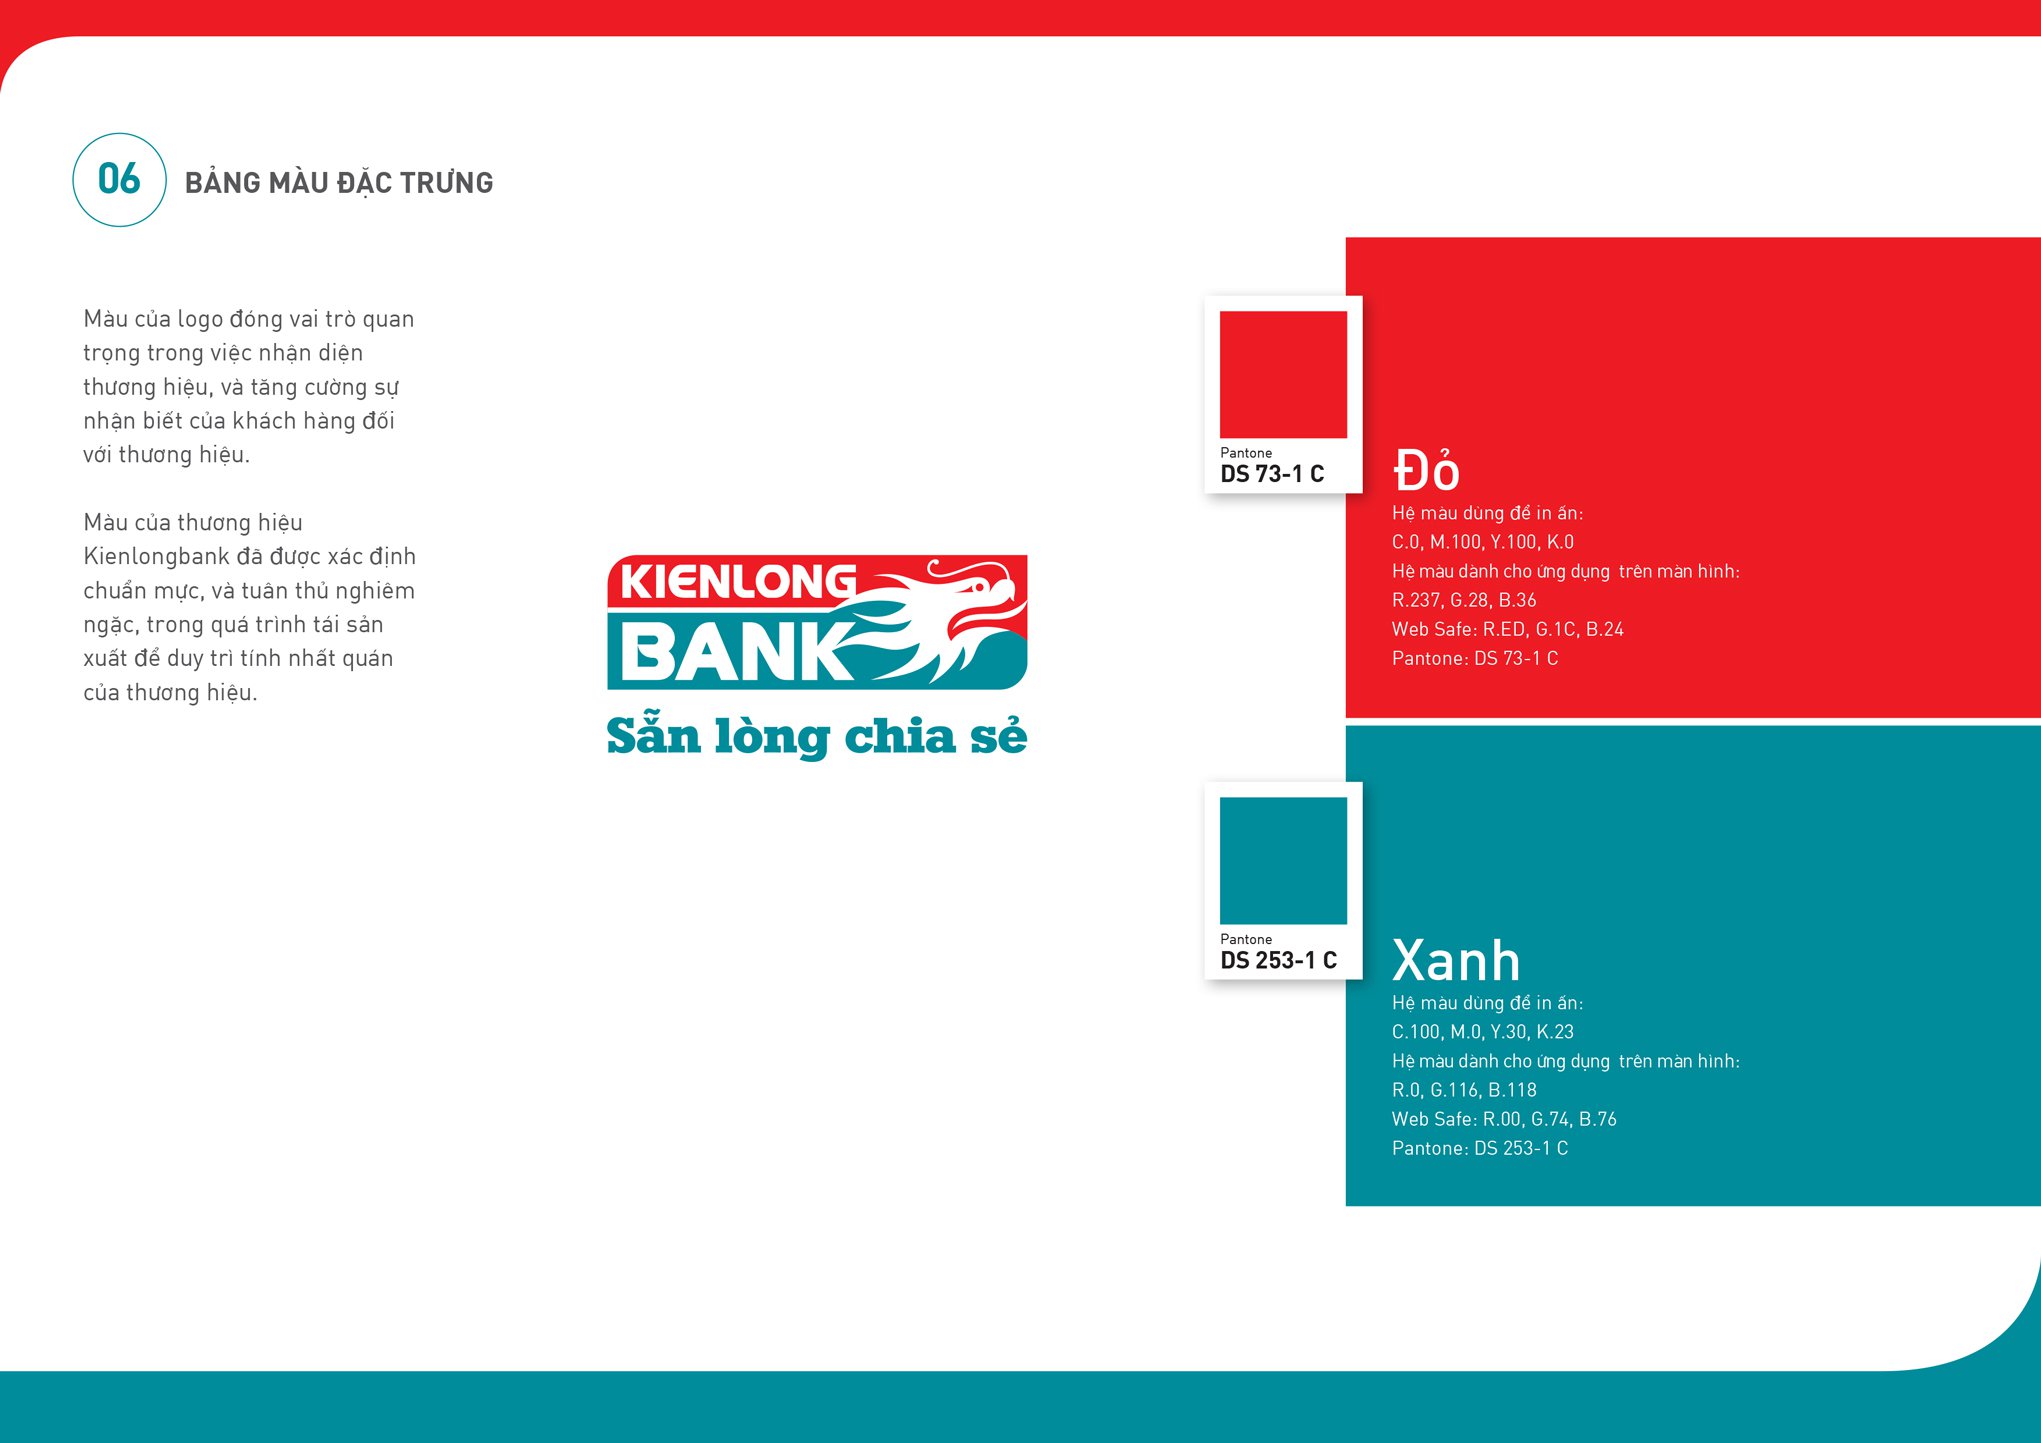 06
BẢNG MÀU ĐẶC TRƯNG
Màu của logo đóng vai trò quan
trọng trong việc nhận diện
thương hiệu, và tăng cường sự
nhận biết của khách hàng đối
với thương hiệu.
Màu của thương hiệu
Kienlongbank đã được xác định
chuẩn mực, và tuân thủ nghiêm
ngặc, trong quá trình tái sản
xuất để duy trì tính nhất quán
của thương hiệu.
KIENLONG
BANK
Sẵn lòng chia sẻ
Pantone
DS 73-1 C
Đỏ
Hệ màu dùng để in ấn:
C.0, M.100, Y.100, K.0
Hệ màu dành cho ứng dụng trên màn hình:
R.237, G.28, B.36
Web Safe: R.ED, G.1C, B.24
Pantone: DS 73-1 C
Pantone
DS 253-1 C
Xanh
Hệ màu dùng để in ấn:
C.100, M.0, Y.30, K.23
Hệ màu dành cho ứng dụng trên màn hình:
R.0, G.116, B.118
Web Safe: R.00, G.74, B.76
Pantone: DS 253-1 C